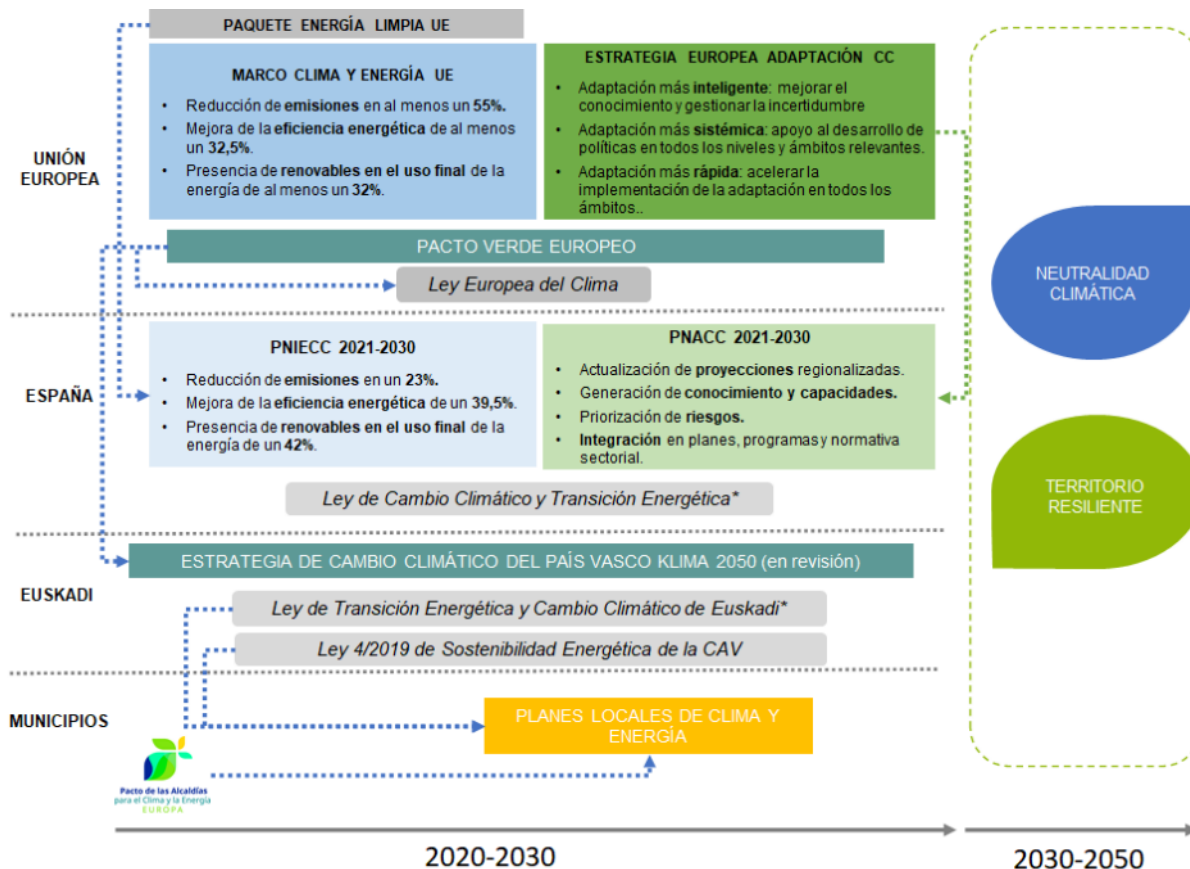 PAQUETE ENERGÍA LIMPIA UE
UNIÓN
EUROPEA
MARCO CLIMA Y ENERGÍA UE
• Reducción de emisiones en al menos un 55%.
• Mejora de la eficiencia energética de al menos
un 32,5%.
• Presencia de renovables en el uso final de la
energía de al menos un 32%.
ESTRATEGIA EUROPEA ADAPTACIÓN CC
• Adaptación más inteligente: mejorar el
conocimiento y gestionar la incertidumbre
• Adaptación más sistémica: apoyo al desarrollo de
políticas en todos los niveles y ámbitos relevantes.
• Adaptación más rápida: acelerar la
implementación de la adaptación en todos los
ámbitos..
PACTO VERDE EUROPEO
Ley Europea del Clima
ESPAÑA
PNIECC 2021-2030
• Reducción de emisiones en un 23%.
• Mejora de la eficiencia energética de un 39,5%.
• Presencia de renovables en el uso final de la
energía de un 42%.
PNACC 2021-2030
• Actualización de proyecciones regionalizadas.
• Generación de conocimiento y capacidades.
• Priorización de riesgos.
• Integración en planes, programas y normativa
sectorial.
Ley de Cambio Climático y Transición Energética*
EUSKADI
ESTRATEGIA DE CAMBIO CLIMÁTICO DEL PAÍS VASCO KLIMA 2050 (en revisión)
Ley de Transición Energética y Cambio Climático de Euskadi*
Ley 4/2019 de Sostenibilidad Energética de la CAV
MUNICIPIOS
PLANES LOCALES DE CLIMA Y
ENERGÍA
Pacto de las Alcaldías
para el Clima y la Energía
EUROPA
NEUTRALIDAD
CLIMÁTICA
TERRITORIO
RESILIENTE
2020-2030
2030-2050